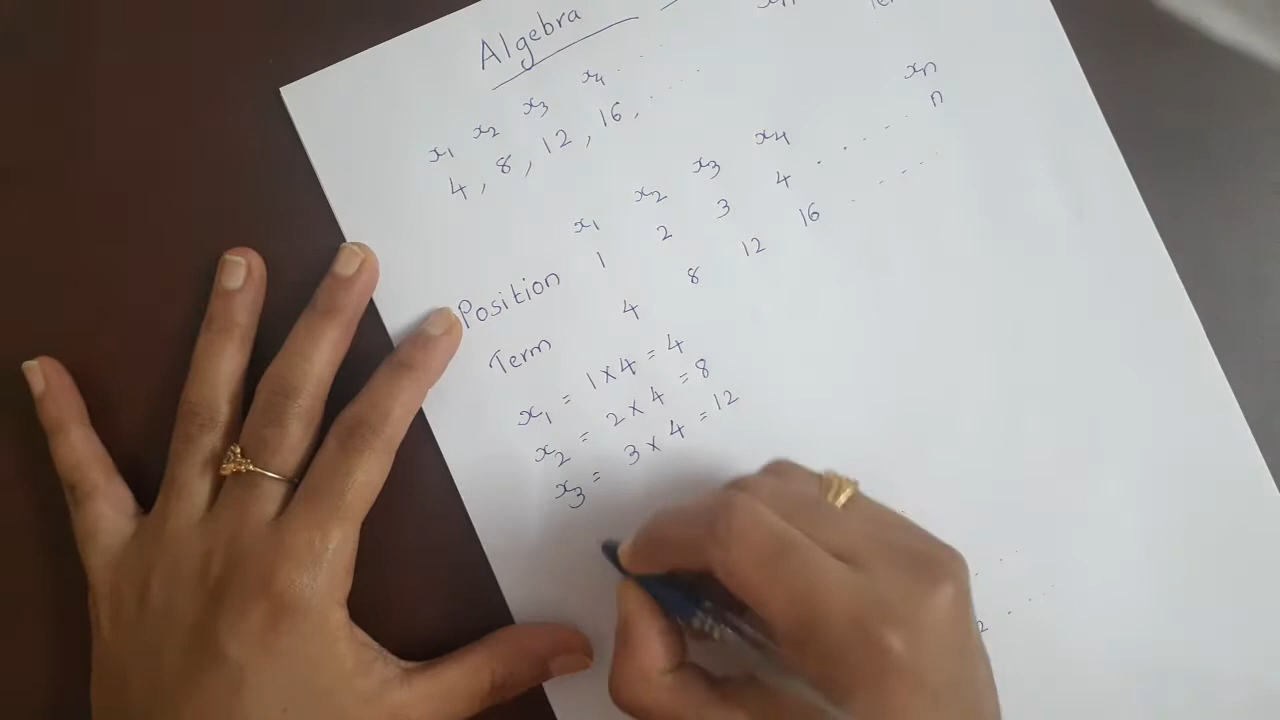 Algebra
x₁ x₂ x₃ x₄ . . .
4, 8, 12, 16, . . . .
x₁ x₂ x₃ x₄ xn
Position 1 2 3 4 . . - - - n
Term 4 8 12 16 . - - - .
x₁ = 1 × 4 = 4
x₂ = 2 × 4 = 8
x₃ = 3 × 4 = 12